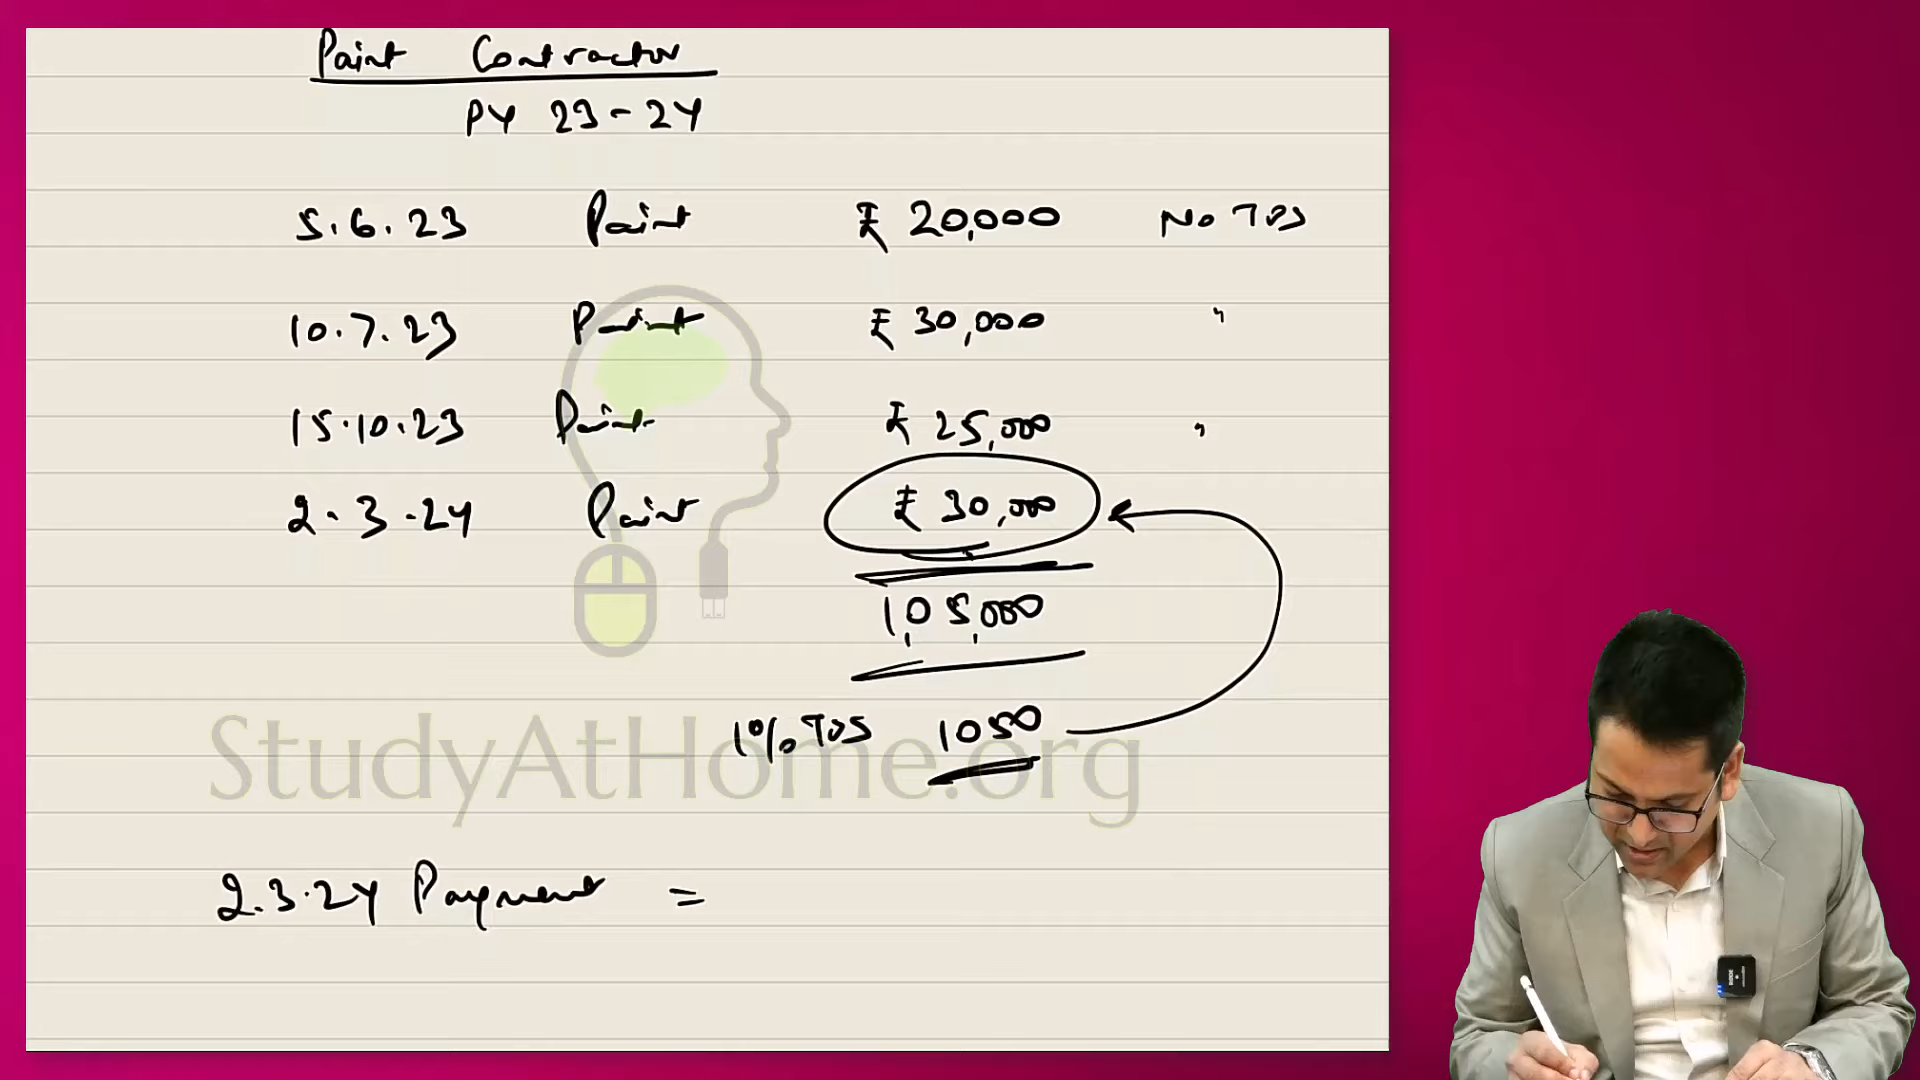 Paint Contractor
PY 23-24
5.6.23 Paint ₹ 20,000 No TDS
10.7.23 Paint ₹ 30,000 "
15.10.23 Paint ₹ 25,000 "
2.3.24 Paint ₹ 30,000
1,05,000
1% TDS 1050
StudyAtHome.org
2.3.24 Payment =